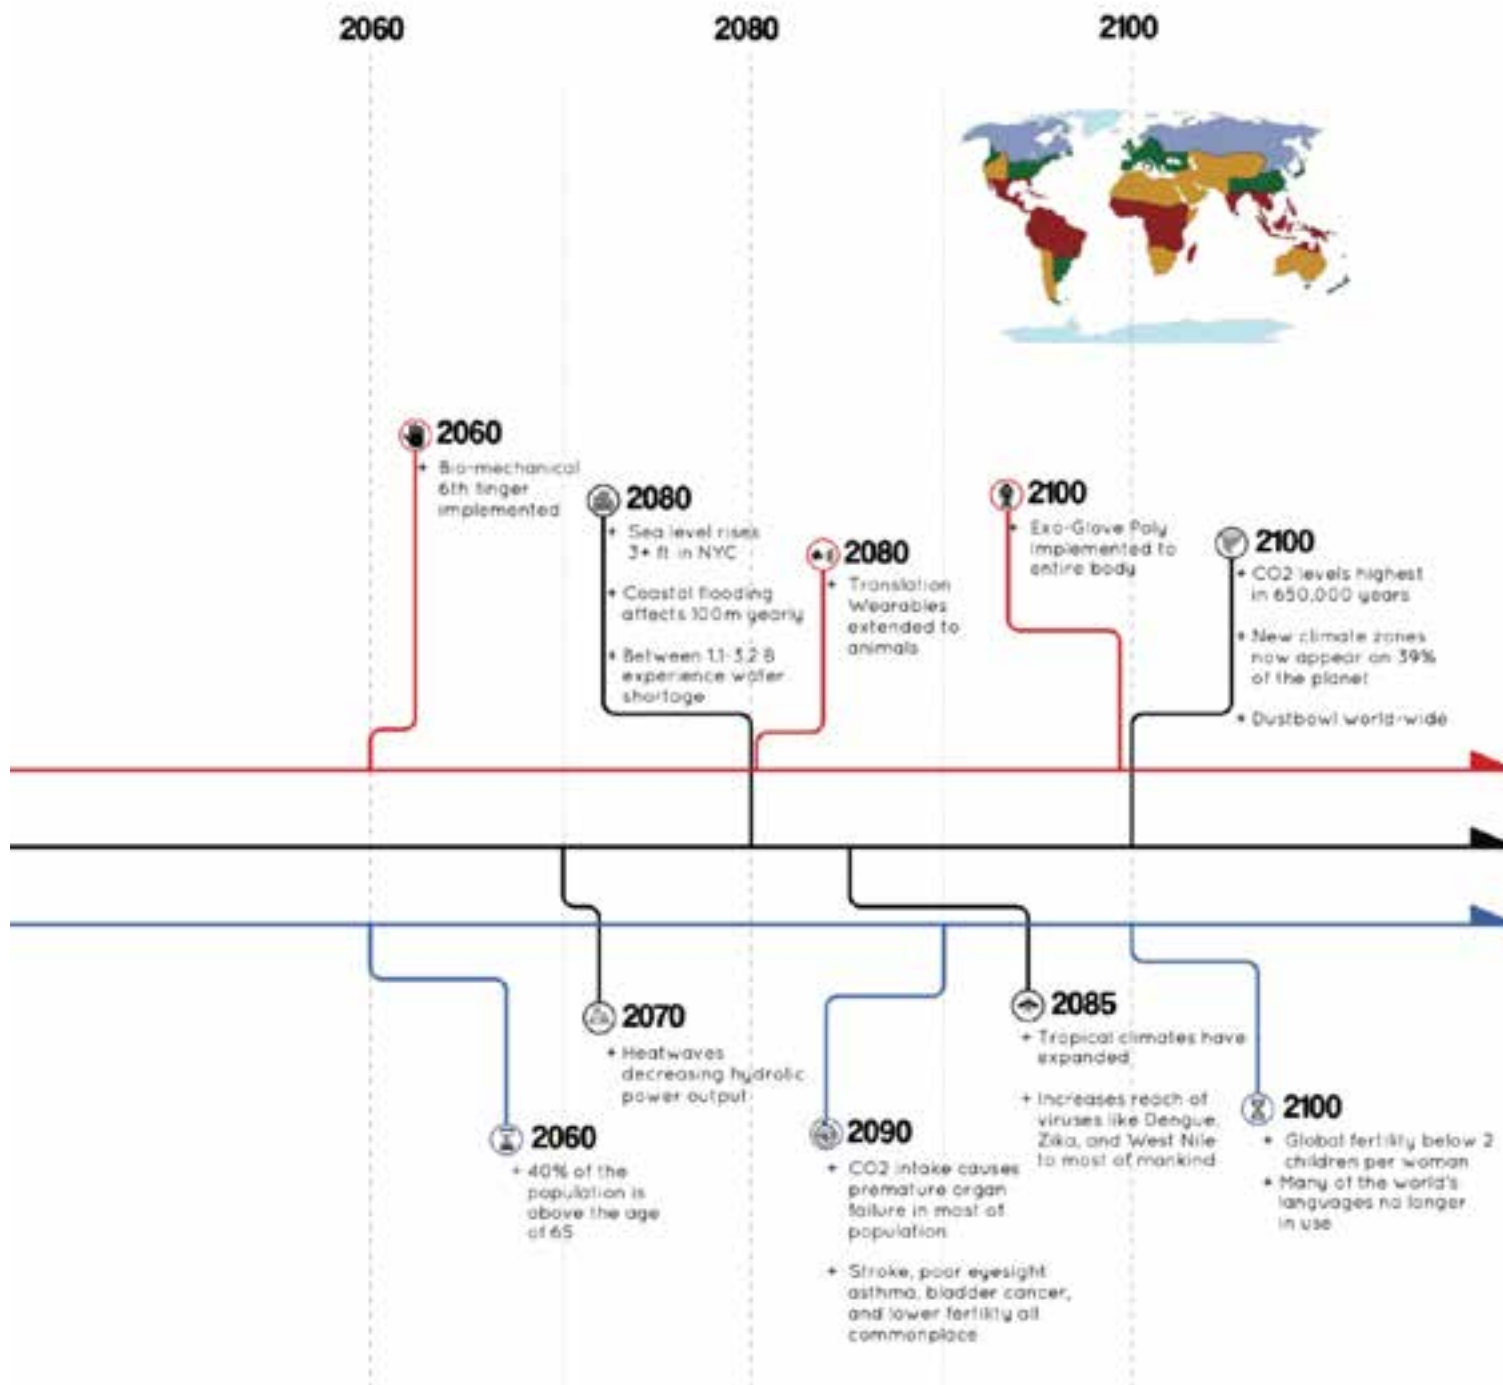 2060
2080
2100
2060
+ Bio-mechanical
6th finger
implemented
2080
+ Sea level rises
3+ ft in NYC
+ Coastal flooding
affects 100m yearly
+ Between 1.1-3.2 B
experience water
shortage
2080
+ Translation
Wearables
extended to
animals
2100
+ Exo-Glove Poly
implemented to
entire body
2100
+ CO2 levels highest
in 650,000 years
+ New climate zones
now appear on 39%
of the planet
+ Dustbowl world-wide
2070
+ Heatwaves
decreasing hydrolic
power output
2060
+ 40% of the
population is
above the age
of 65
2090
+ CO2 intake causes
premature organ
failure in most of
population
+ Stroke, poor eyesight
asthma, bladder cancer,
and lower fertility all
commonplace
2085
+ Tropical climates have
expanded
+ Increases reach of
viruses like Dengue,
Zika, and West Nile
to most of mankind
2100
+ Global fertility below 2
children per woman
+ Many of the world's
languages no longer
in use